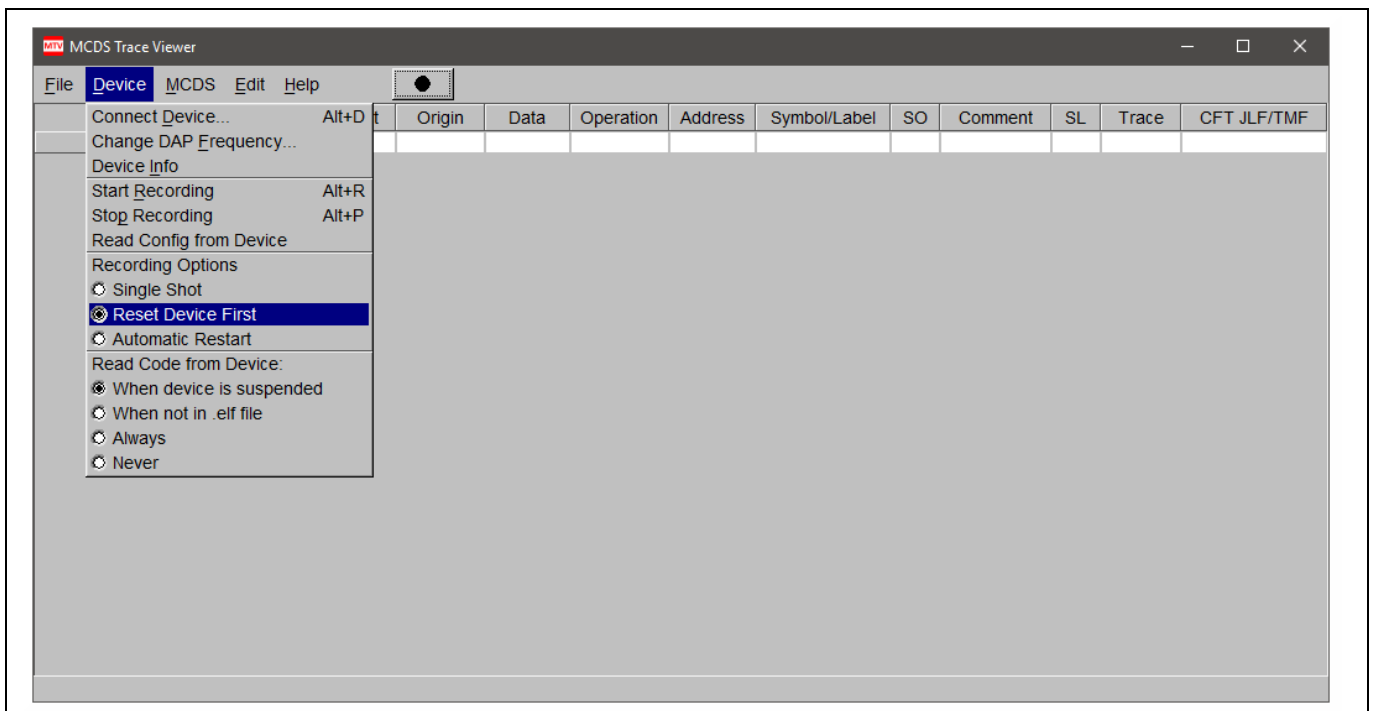 MTV MCDS Trace Viewer
File Device MCDS Edit Help
t Origin Data Operation Address Symbol/Label SO Comment SL Trace CFT JLF/TMF
Connect Device... Alt+D
Change DAP Frequency...
Device Info
Start Recording Alt+R
Stop Recording Alt+P
Read Config from Device
Recording Options
Single Shot
Reset Device First
Automatic Restart
Read Code from Device:
When device is suspended
When not in .elf file
Always
Never